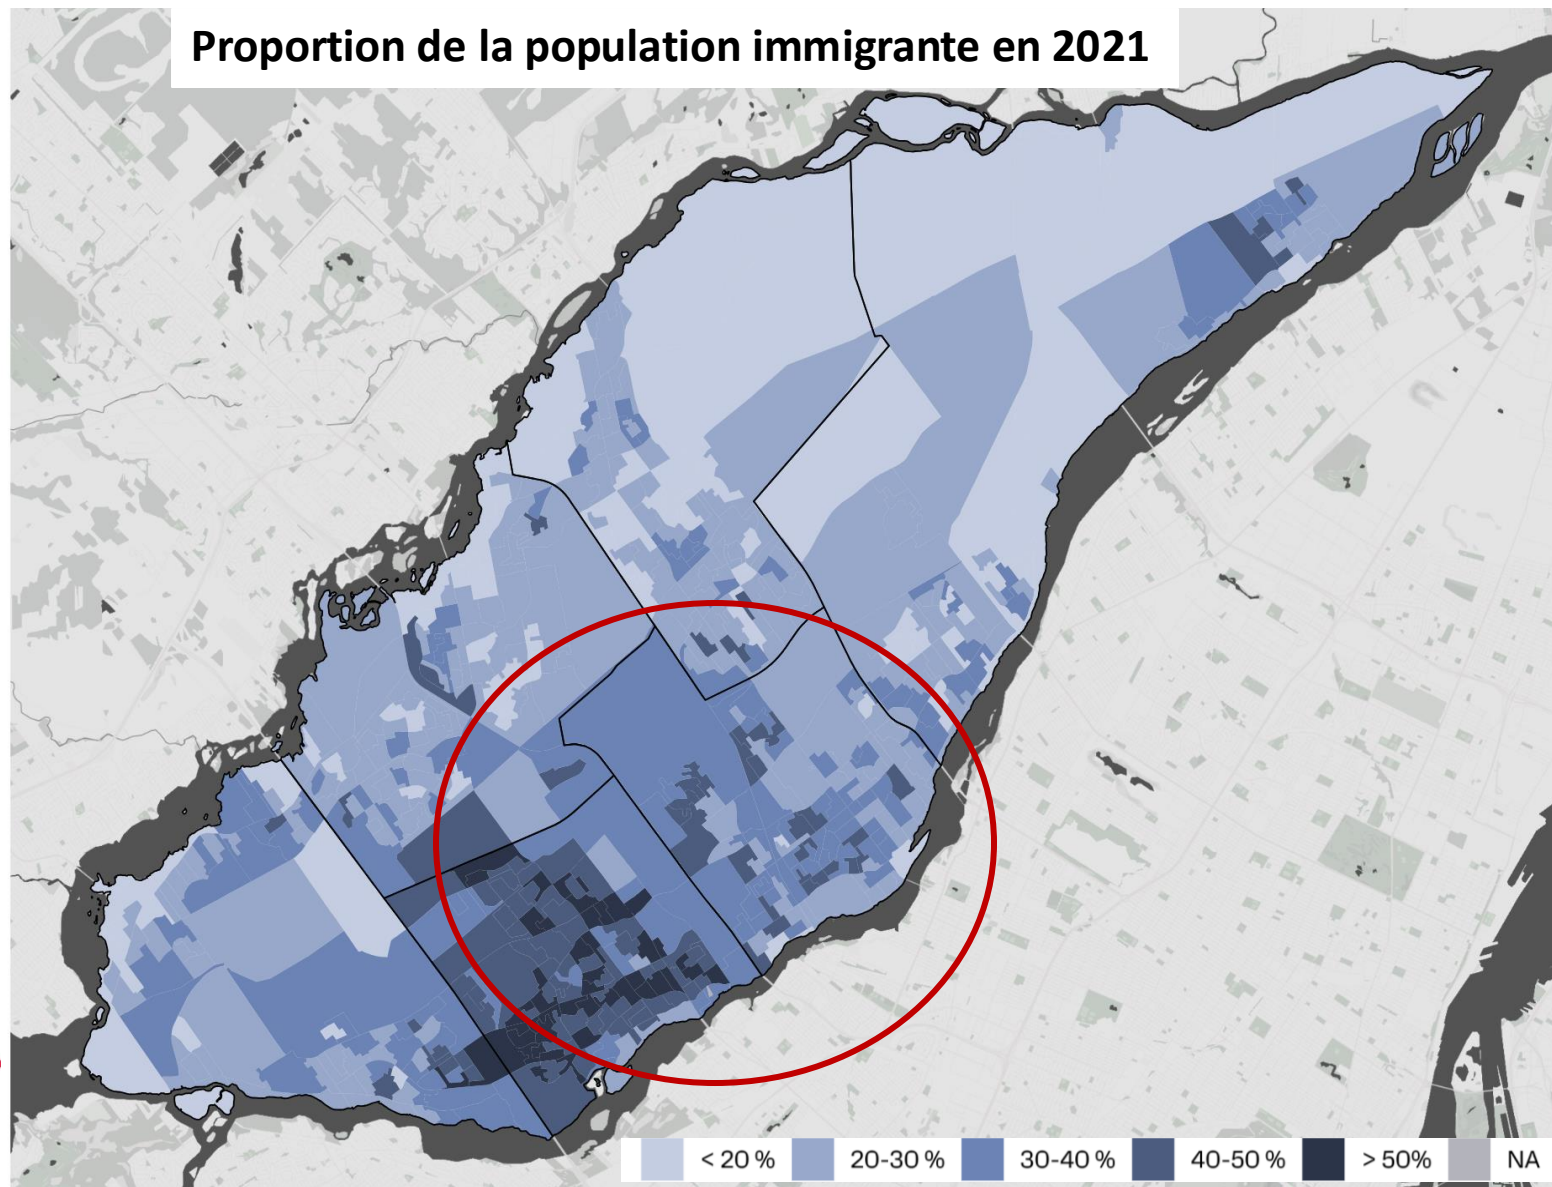 Proportion de la population immigrante en 2021
< 20 % 20-30 % 30-40 % 40-50 % > 50% NA